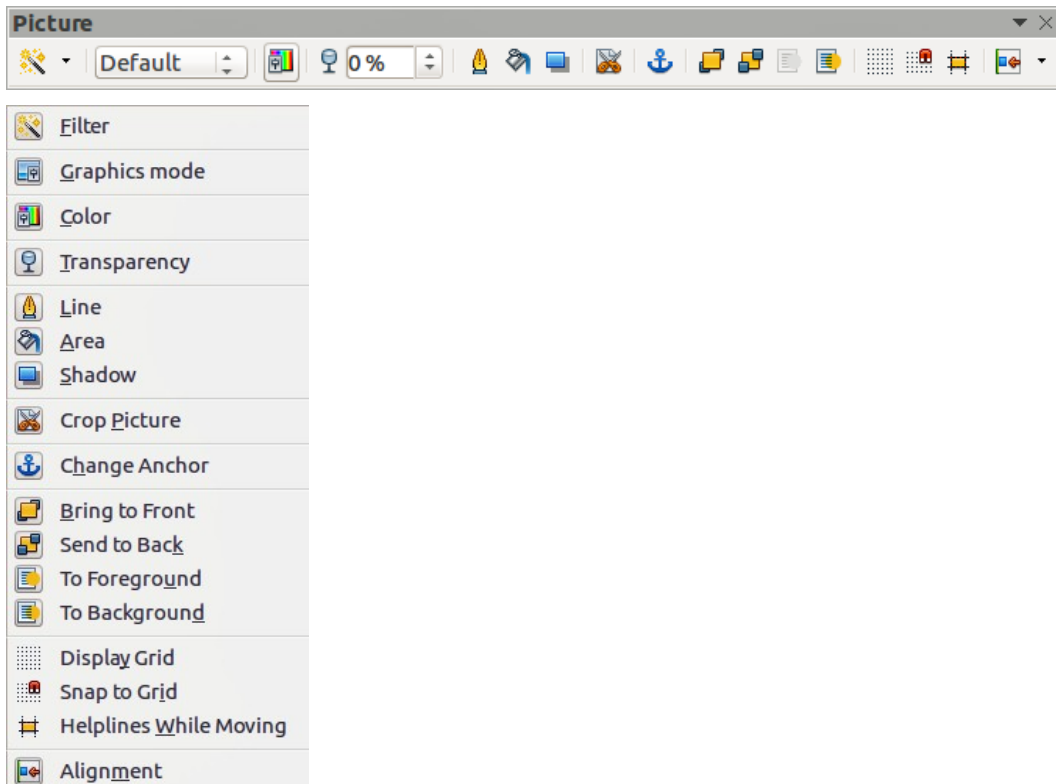 Picture
Default 0 %
Filter
Graphics mode
Color
Transparency
Line
Area
Shadow
Crop Picture
Change Anchor
Bring to Front
Send to Back
To Foreground
To Background
Display Grid
Snap to Grid
Helplines While Moving
Alignment